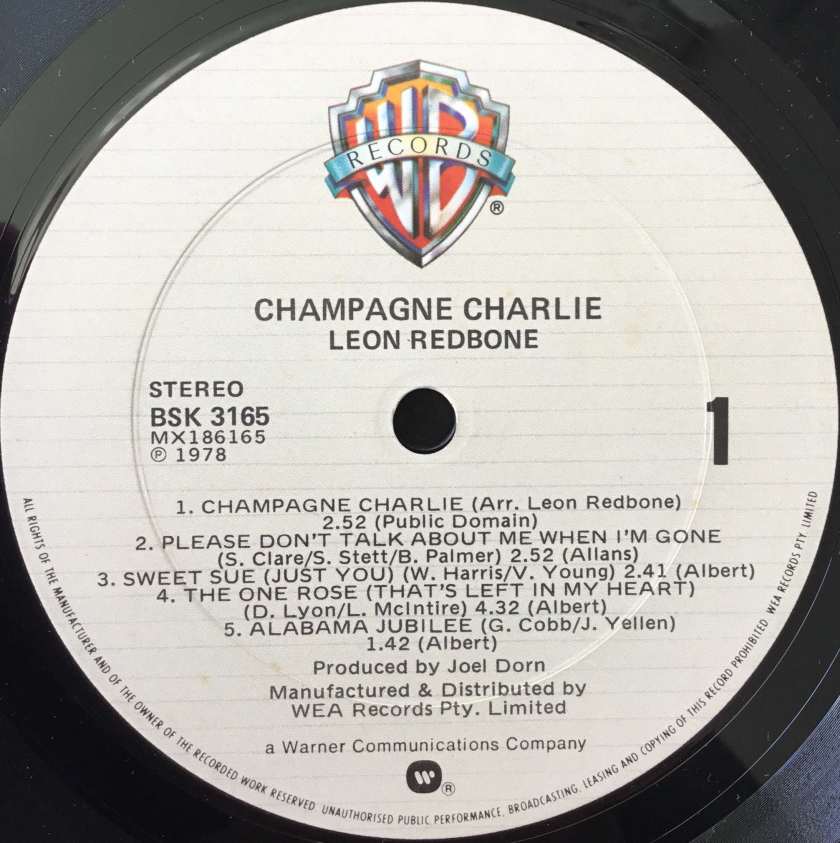 WB
RECORDS
®
CHAMPAGNE CHARLIE
LEON REDBONE
STEREO
BSK 3165
MX186165
℗ 1978
1
1. CHAMPAGNE CHARLIE (Arr. Leon Redbone)
2.52 (Public Domain)
2. PLEASE DON'T TALK ABOUT ME WHEN I'M GONE
(S. Clare/S. Stett/B. Palmer) 2.52 (Allans)
3. SWEET SUE (JUST YOU) (W. Harris/V. Young) 2.41 (Albert)
4. THE ONE ROSE (THAT'S LEFT IN MY HEART)
(D. Lyon/L. McIntire) 4.32 (Albert)
5. ALABAMA JUBILEE (G. Cobb/J. Yellen)
1.42 (Albert)
Produced by Joel Dorn
Manufactured & Distributed by
WEA Records Pty. Limited
a Warner Communications Company
®
ALL RIGHTS OF THE MANUFACTURER AND OF THE OWNER OF THE RECORDED WORK RESERVED. UNAUTHORISED PUBLIC PERFORMANCE, BROADCASTING, LEASING AND COPYING OF THIS RECORD PROHIBITED. WEA RECORDS PTY. LIMITED